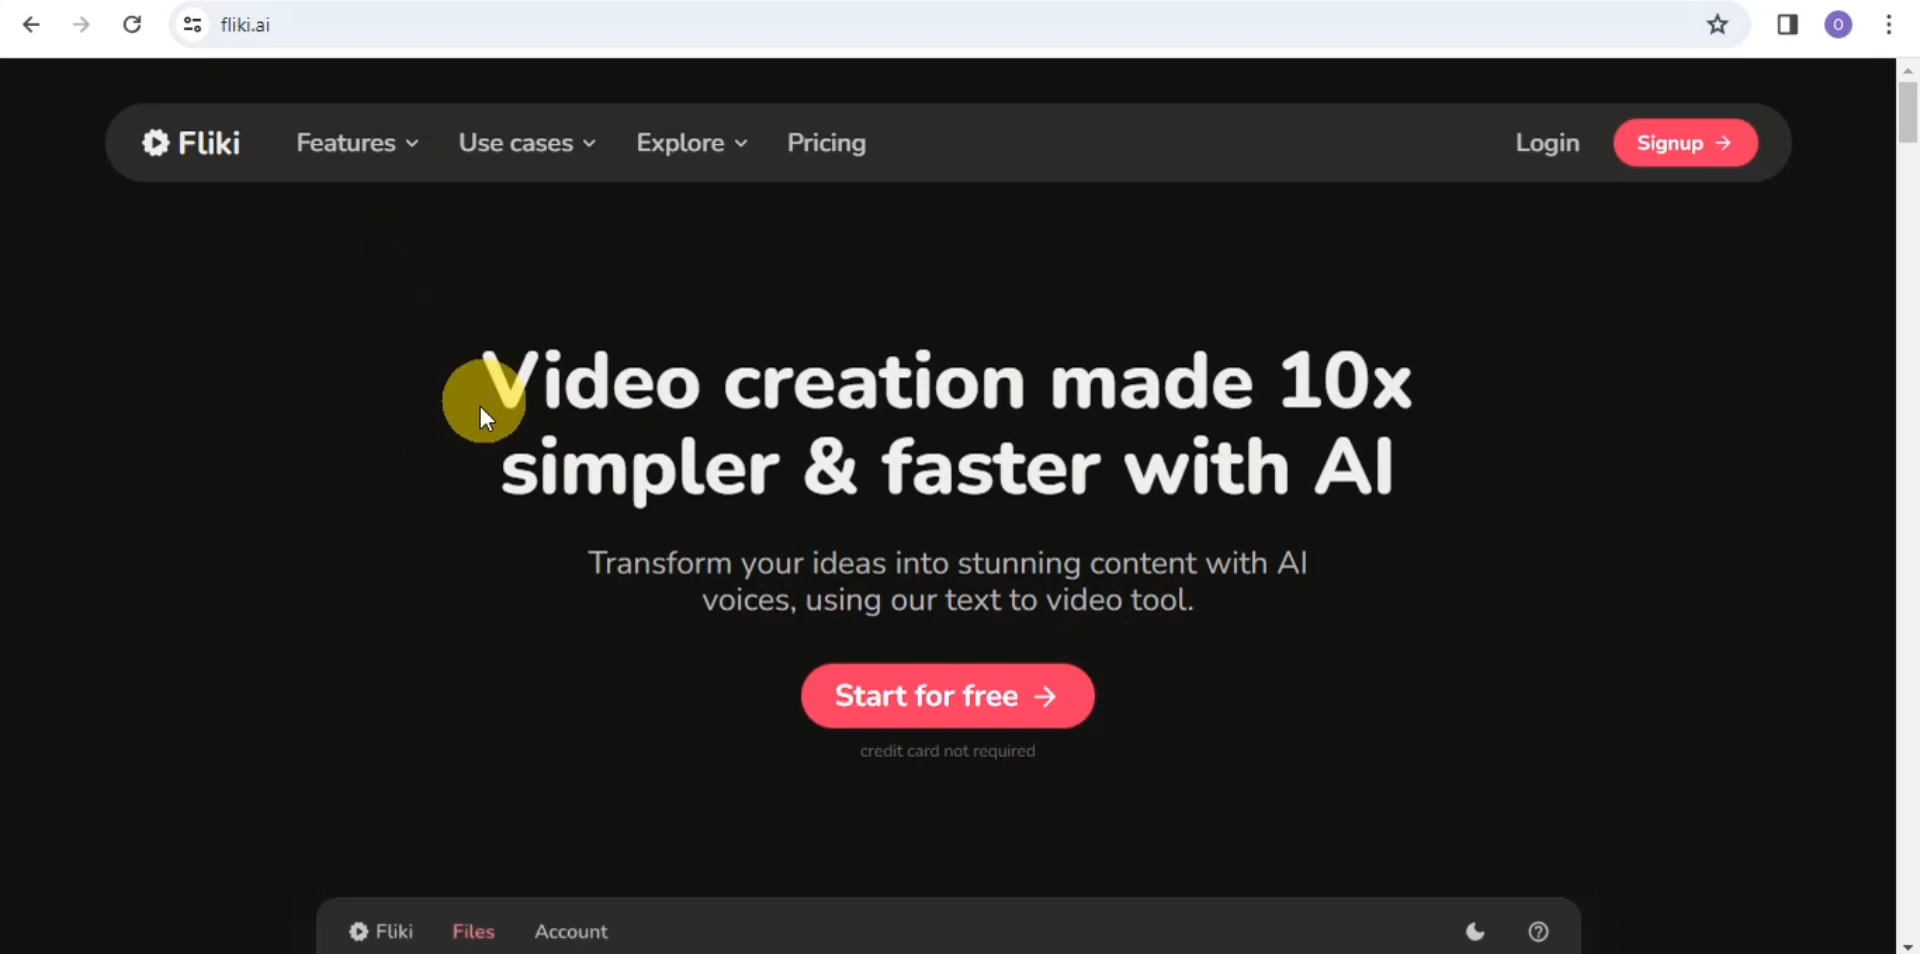 fliki.ai
O
Fliki Features Use cases Explore Pricing Login Signup →
Video creation made 10x
simpler & faster with AI
Transform your ideas into stunning content with AI
voices, using our text to video tool.
Start for free →
credit card not required
Fliki Files Account